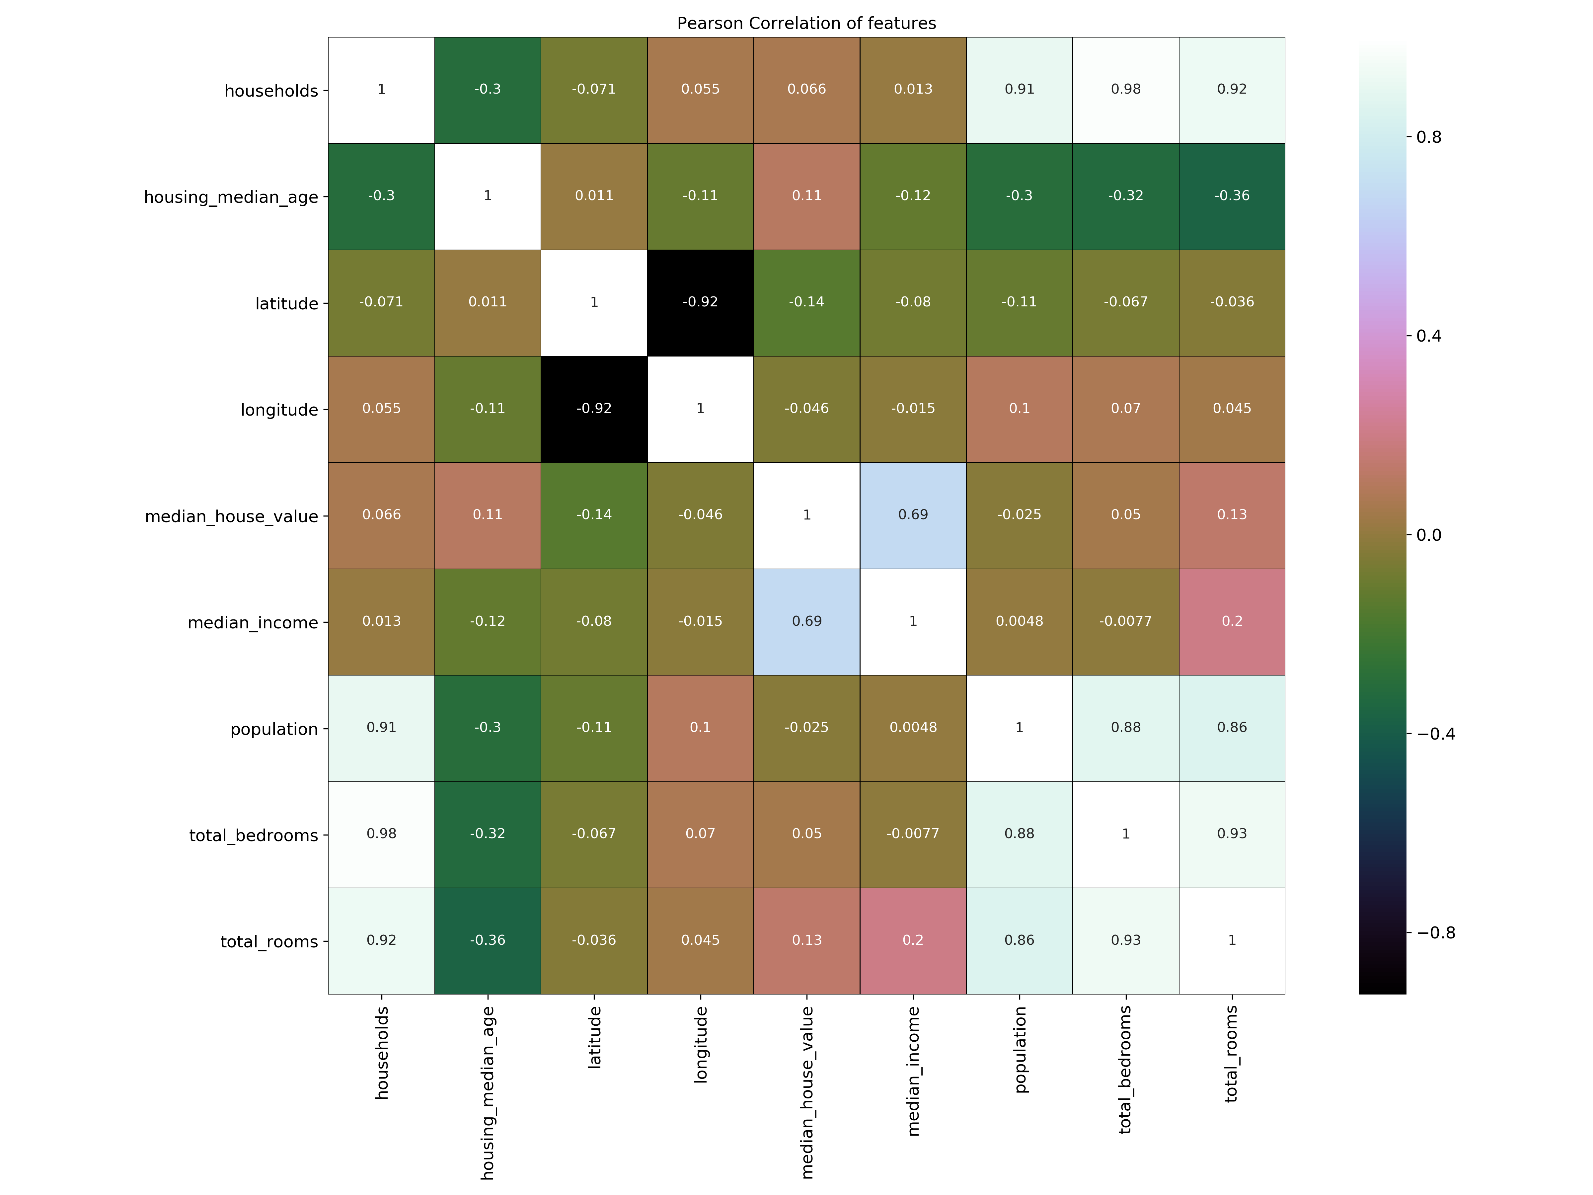 Pearson Correlation of features
households 1 -0.3 -0.071 0.055 0.066 0.013 0.91 0.98 0.92
housing_median_age -0.3 1 0.011 -0.11 0.11 -0.12 -0.3 -0.32 -0.36
latitude -0.071 0.011 1 -0.92 -0.14 -0.08 -0.11 -0.067 -0.036
longitude 0.055 -0.11 -0.92 1 -0.046 -0.015 0.1 0.07 0.045
median_house_value 0.066 0.11 -0.14 -0.046 1 0.69 -0.025 0.05 0.13
median_income 0.013 -0.12 -0.08 -0.015 0.69 1 0.0048 -0.0077 0.2
population 0.91 -0.3 -0.11 0.1 -0.025 0.0048 1 0.88 0.86
total_bedrooms 0.98 -0.32 -0.067 0.07 0.05 -0.0077 0.88 1 0.93
total_rooms 0.92 -0.36 -0.036 0.045 0.13 0.2 0.86 0.93 1
households
housing_median_age
latitude
longitude
median_house_value
median_income
population
total_bedrooms
total_rooms
0.8
0.4
0.0
−0.4
−0.8